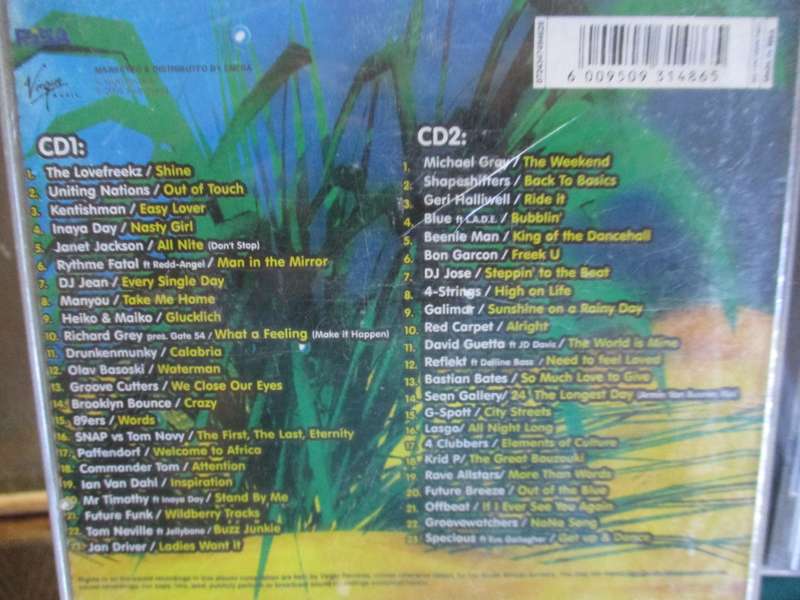 Virgin
MUSIC
MARKETED & DISTRIBUTED BY EMISA
6 009509 314865
CD1:
1. The Lovefreekz / Shine
2. Uniting Nations / Out of Touch
3. Kentishman / Easy Lover
4. Inaya Day / Nasty Girl
5. Janet Jackson / All Nite (Don't Stop)
6. Rythme Fatal ft Redd-Angel / Man in the Mirror
7. DJ Jean / Every Single Day
8. Manyou / Take Me Home
9. Heiko & Maiko / Glucklich
10. Richard Grey pres. Gate 54 / What a Feeling (Make it Happen)
11. Drunkenmunky / Calabria
12. Olav Basoski / Waterman
13. Groove Cutters / We Close Our Eyes
14. Brooklyn Bounce / Crazy
15. 89ers / Words
16. SNAP vs Tom Novy / The First, The Last, Eternity
17. Paffendorf / Welcome to Africa
18. Commander Tom / Attention
19. Ian Van Dahl / Inspiration
20. Mr Timothy ft Inaya Day / Stand By Me
21. Future Funk / Wildberry Tracks
22. Tom Neville ft Jellybone / Buzz Junkie
23. Jan Driver / Ladies Want it
CD2:
1. Michael Gray / The Weekend
2. Shapeshifters / Back To Basics
3. Geri Halliwell / Ride it
4. Blue ft L.A.D.E. / Bubblin'
5. Beenie Man / King of the Dancehall
6. Bon Garcon / Freek U
7. DJ Jose / Steppin' to the Beat
8. 4-Strings / High on Life
9. Galimar / Sunshine on a Rainy Day
10. Red Carpet / Alright
11. David Guetta ft JD Davis / The World is Mine
12. Reflekt ft Delline Bass / Need to feel Loved
13. Bastian Bates / So Much Love to Give
14. Sean Gallery/ 24 The Longest Day
15. G-Spott / City Streets
16. Lasgo/ All Night Long
17. 4 Clubbers / Elements of Culture
18. Krid P/ The Great Bouzouki
19. Rave Allstars/ More Than Words
20. Future Breeze / Out of the Blue
21. Offbeat / If I Ever See You Again
22. Groovewatchers / NaNa Song
23. Specious ft Eve Gallagher / Get up & Dance